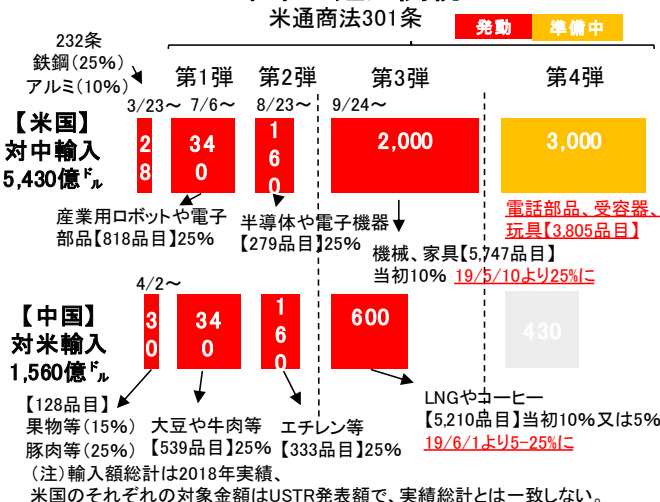 米通商法301条
発動
準備中
232条
鉄鋼(25%)
アルミ(10%)
第1弾
第2弾
第3弾
第4弾
3/23～
7/6～
8/23～
9/24～
【米国】
対中輸入
5,430億ドル
28
340
160
2,000
3,000
産業用ロボットや電子
部品【818品目】25%
半導体や電子機器
【279品目】25%
機械、家具【5,747品目】
当初10% 19/5/10より25%に
電話部品、受容器、
玩具【3,805品目】
4/2～
【中国】
対米輸入
1,560億ドル
30
340
160
600
430
【128品目】
果物等(15%)
豚肉等(25%)
大豆や牛肉等
【539品目】25%
エチレン等
【333品目】25%
LNGやコーヒー
【5,210品目】当初10%又は5%
19/6/1より5-25%に
(注)輸入額総計は2018年実績、
米国のそれぞれの対象金額はUSTR発表額で、実績総計とは一致しない。